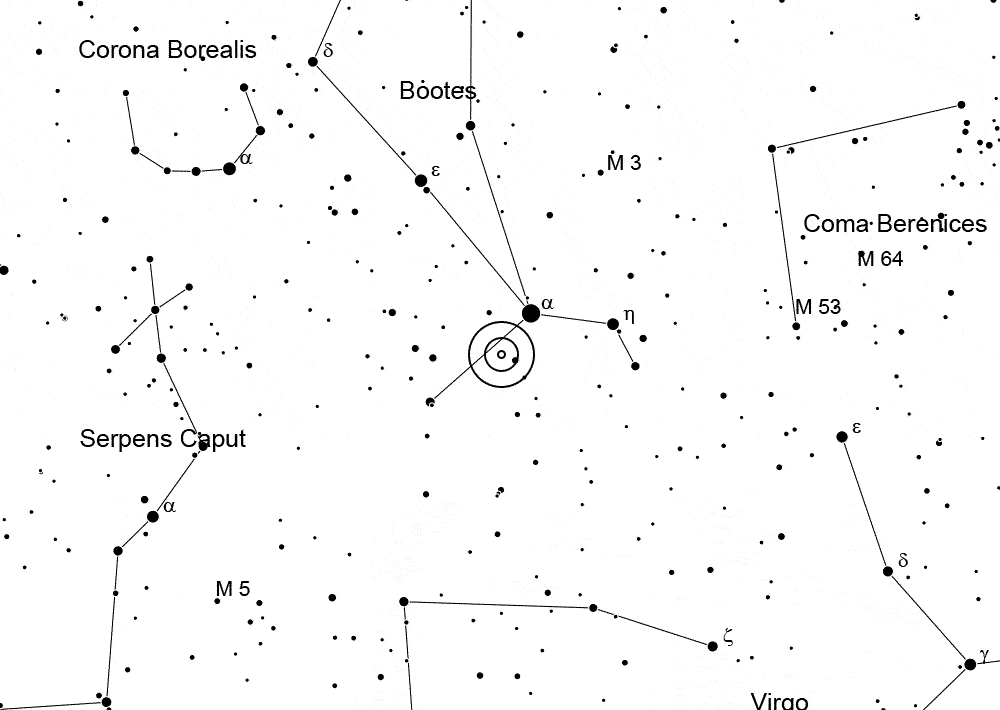 δ
Corona Borealis
Bootes
α
ε
M 3
Coma Berenices
M 64
α
η
M 53
ε
Serpens Caput
α
δ
M 5
ζ
γ
Virgo